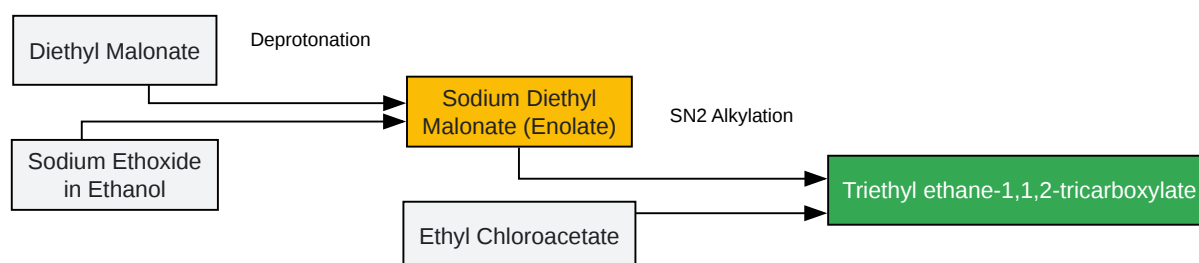 Diethyl Malonate
Deprotonation
Sodium Ethoxide
in Ethanol
Sodium Diethyl
Malonate (Enolate)
SN2 Alkylation
Ethyl Chloroacetate
Triethyl ethane-1,1,2-tricarboxylate